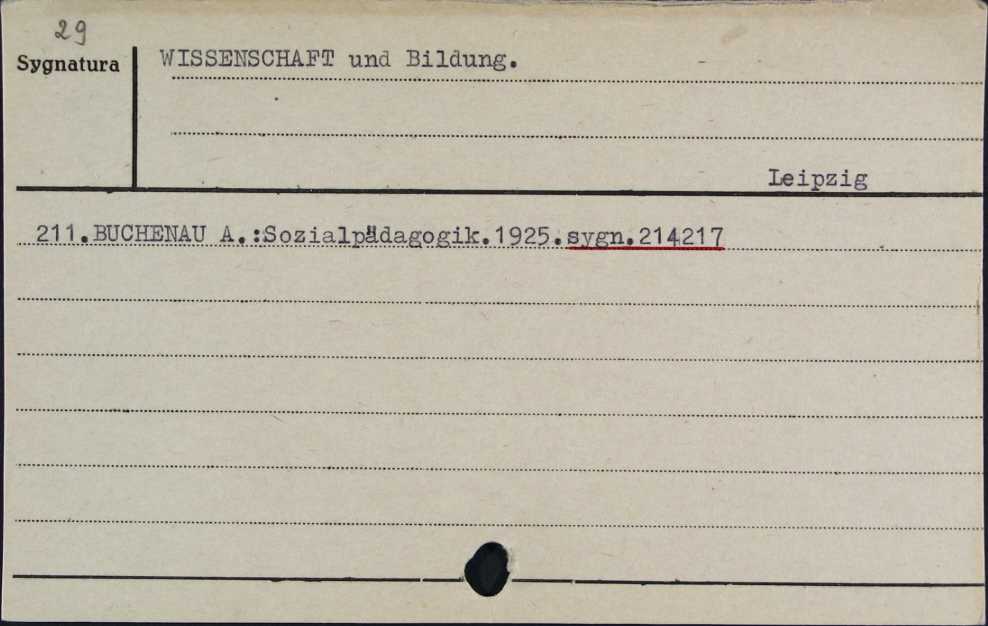 29
Sygnatura
WISSENSCHAFT und Bildung.
Leipzig
211.BUCHENAU A.:Sozialpädagogik.1925.sygn.214217